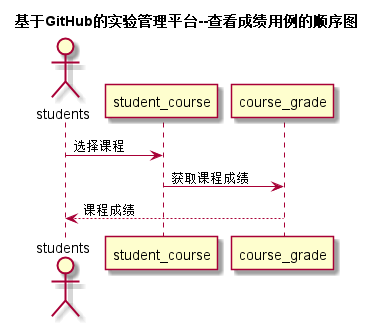 基于GitHub的实验管理平台--查看成绩用例的顺序图
students
student_course
course_grade
选择课程
获取课程成绩
课程成绩
students
student_course
course_grade